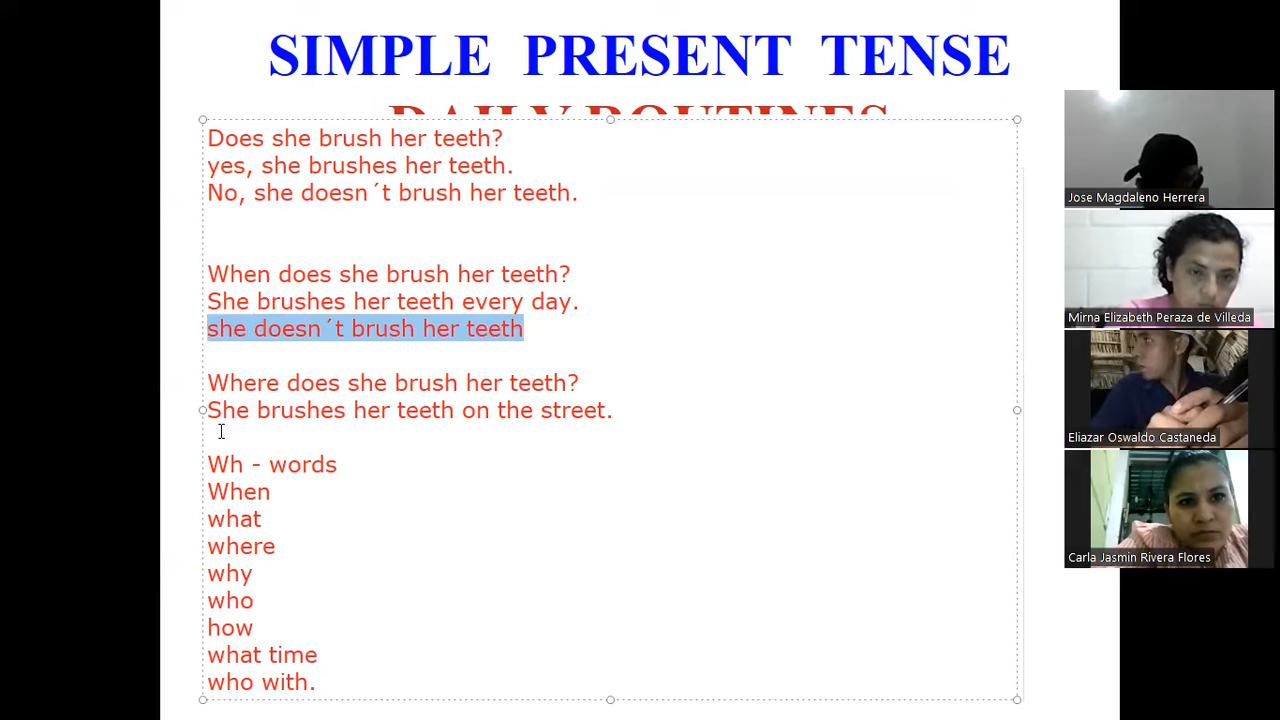 SIMPLE PRESENT TENSE
DAILY ROUTINES
Does she brush her teeth?
yes, she brushes her teeth.
No, she doesn´t brush her teeth.
When does she brush her teeth?
She brushes her teeth every day.
she doesn´t brush her teeth
Where does she brush her teeth?
She brushes her teeth on the street.
Wh - words
When
what
where
why
who
how
what time
who with.
Jose Magdaleno Herrera
Mirna Elizabeth Peraza de Villeda
Eliazar Oswaldo Castaneda
Carla Jasmin Rivera Flores